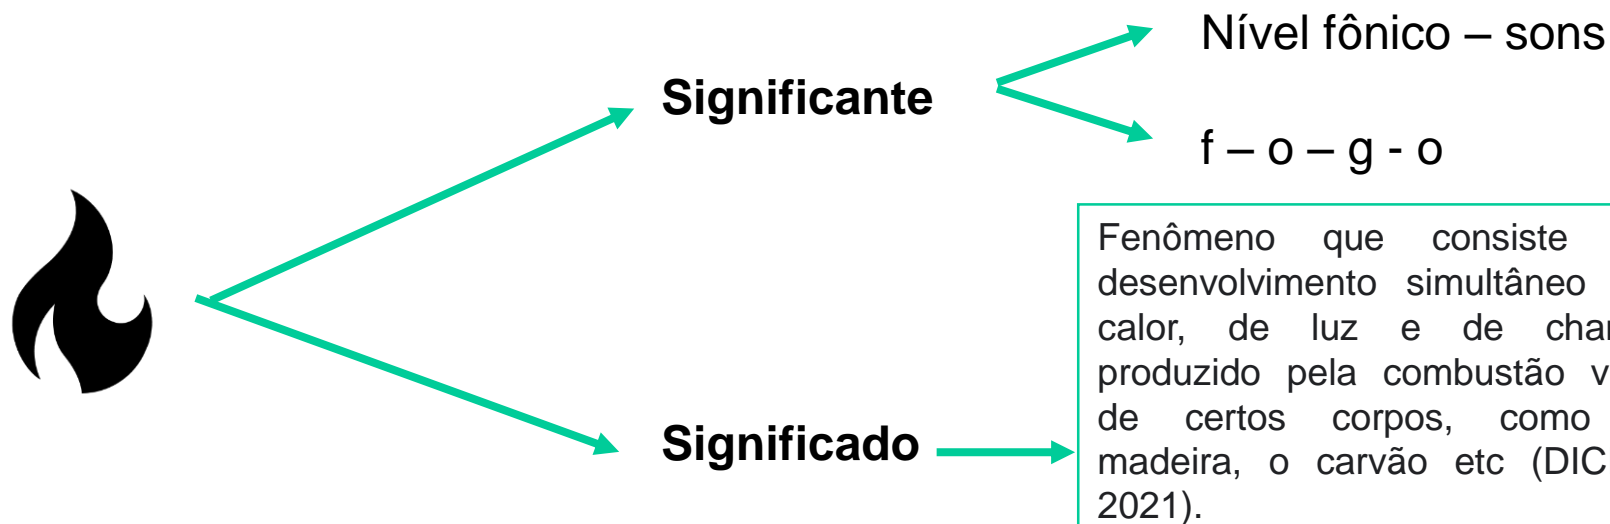 Nível fônico – sons
Significante
f – o – g - o
Fenômeno que consiste
desenvolvimento simultâneo
calor, de luz e de
produzido pela combustão
de certos corpos, como
madeira, o carvão etc
2021).
Significado